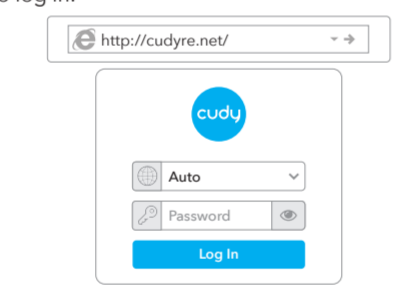 to log in.
http://cudyre.net/
cudy
Auto
Password
Log In